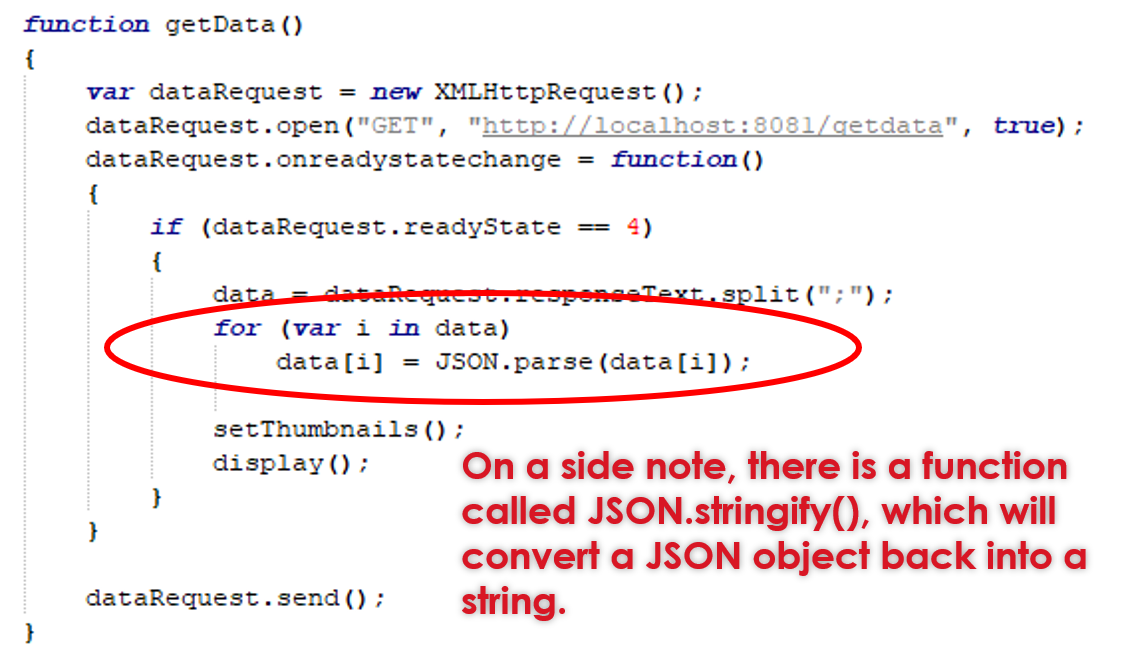 function getData()
{
    var dataRequest = new XMLHttpRequest();
    dataRequest.open("GET", "http://localhost:8081/getdata", true);
    dataRequest.onreadystatechange = function()
    {
        if (dataRequest.readyState == 4)
        {
            data = dataRequest.responseText.split(";");
            for (var i in data)
                data[i] = JSON.parse(data[i]);
            setThumbnails();
            display();
        }
    }
    dataRequest.send();
}
On a side note, there is a function
called JSON.stringify(), which will
convert a JSON object back into a
string.